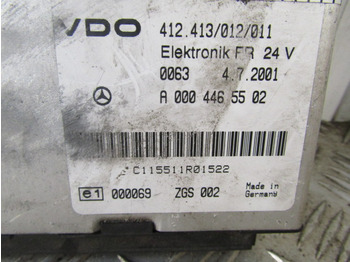 VDO 412.413/012/011
Elektronik FR 24 V
0063 4.7.2001
A 000 446 55 02
C115511R01522
e1 000069 ZGS 002 Made in Germany